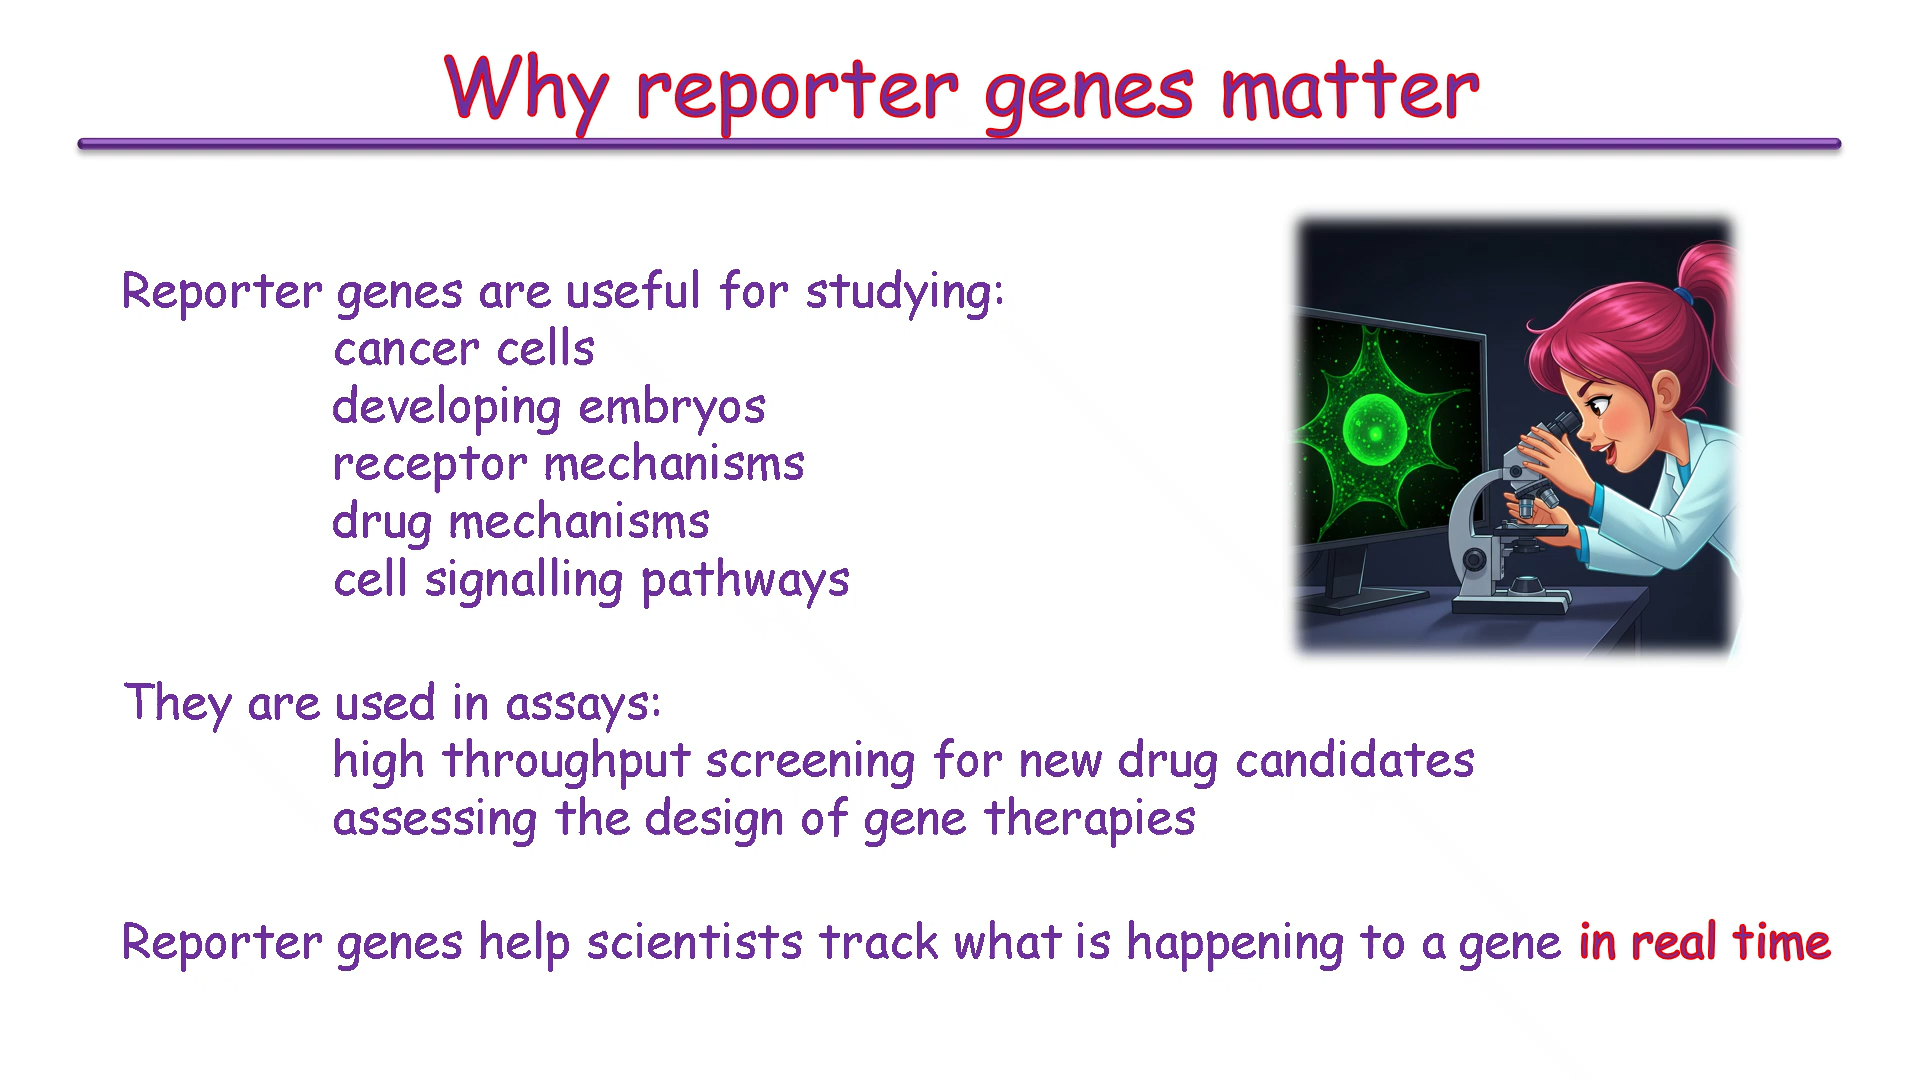 Why reporter genes matter
Reporter genes are useful for studying:
cancer cells
developing embryos
receptor mechanisms
drug mechanisms
cell signalling pathways
They are used in assays:
high throughput screening for new drug candidates
assessing the design of gene therapies
Reporter genes help scientists track what is happening to a gene in real time